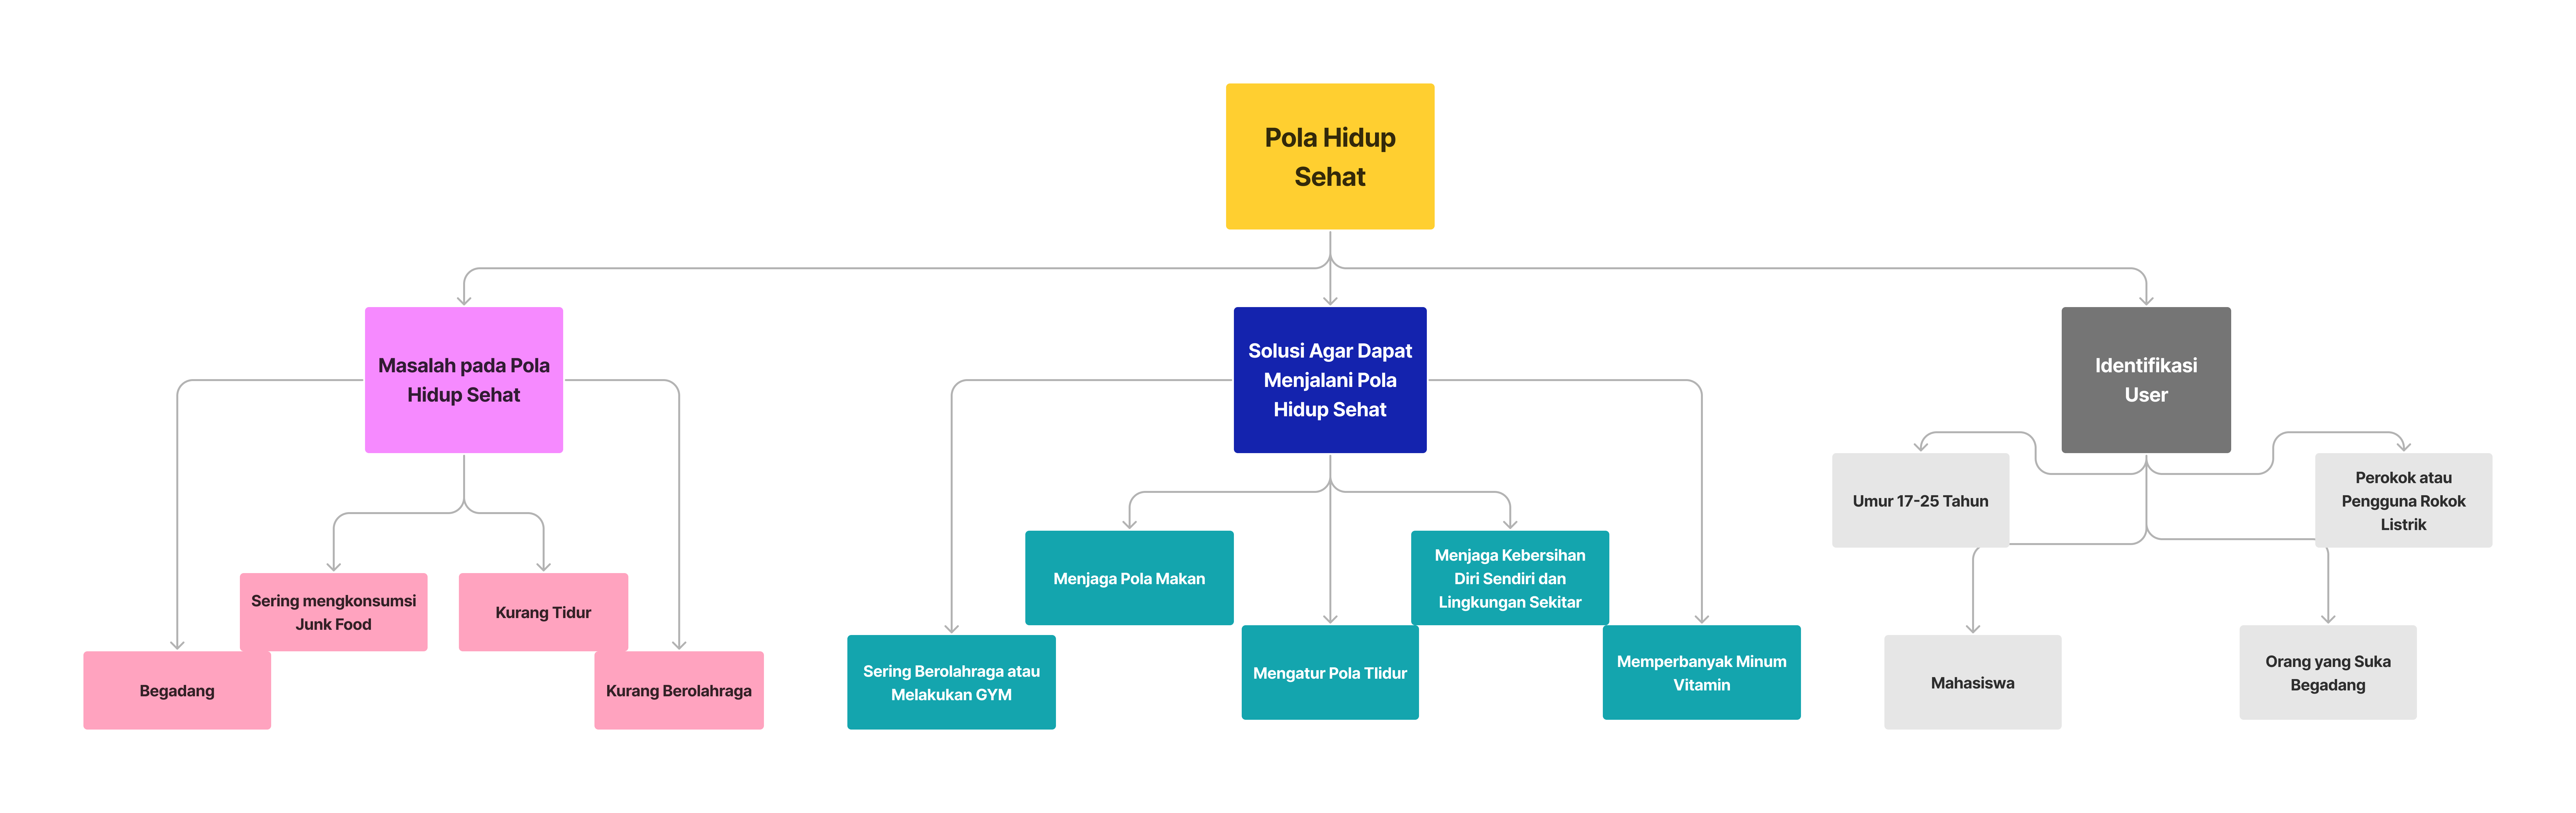 Pola Hidup
Sehat
Masalah pada Pola
Hidup Sehat
Solusi Agar Dapat
Menjalani Pola
Hidup Sehat
Identifikasi
User
Begadang
Sering mengkonsumsi
Junk Food
Kurang Tidur
Kurang Berolahraga
Sering Berolahraga atau
Melakukan GYM
Menjaga Pola Makan
Mengatur Pola TIidur
Menjaga Kebersihan
Diri Sendiri dan
Lingkungan Sekitar
Memperbanyak Minum
Vitamin
Umur 17-25 Tahun
Mahasiswa
Perokok atau
Pengguna Rokok
Listrik
Orang yang Suka
Begadang